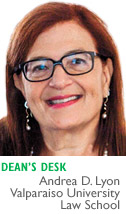 DEAN'S DESK
Andrea D. Lyon
Valparaiso University
Law School